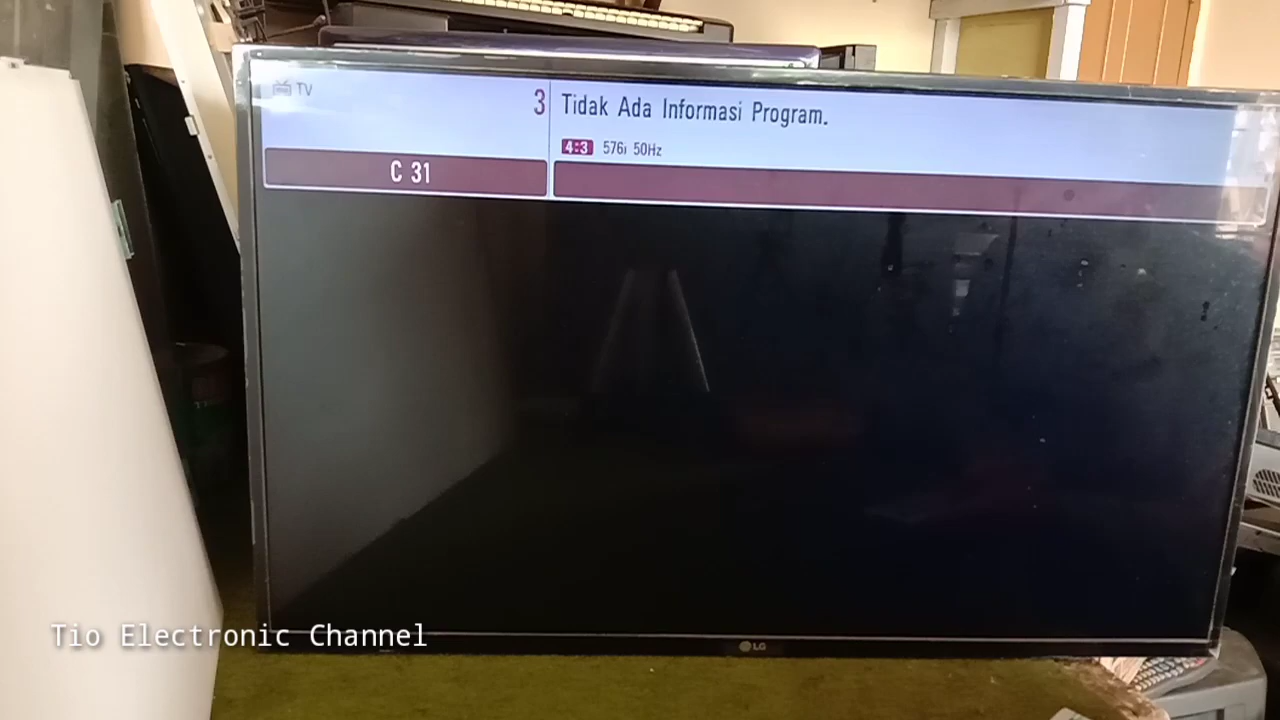 TV
3
Tidak Ada Informasi Program.
4:3 576i 50Hz
C 31
Tio Electronic Channel
LG